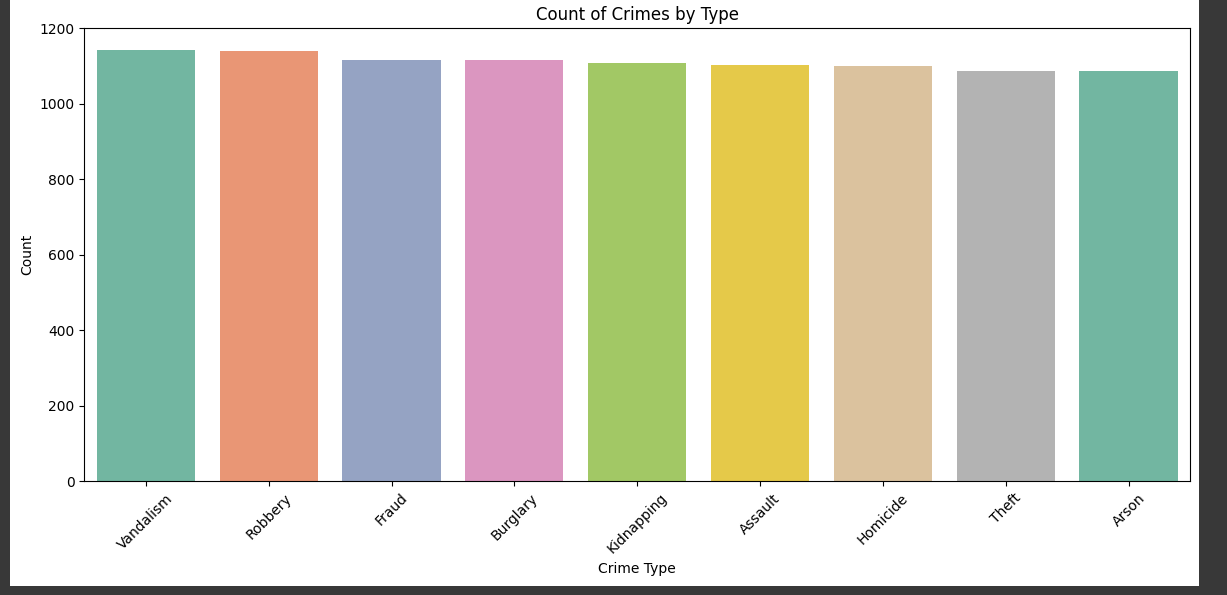 Count of Crimes by Type
1200
1000
800
600
400
200
0
Count
Vandalism
Robbery
Fraud
Burglary
Kidnapping
Assault
Homicide
Theft
Arson
Crime Type